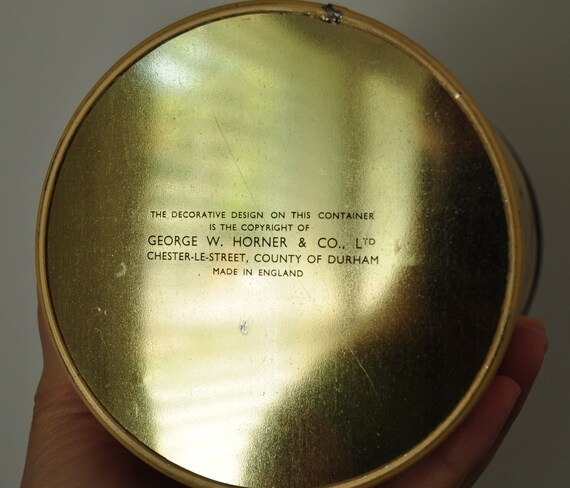 THE DECORATIVE DESIGN ON THIS CONTAINER
IS THE COPYRIGHT OF
GEORGE W. HORNER & CO., LTD
CHESTER-LE-STREET, COUNTY OF DURHAM
MADE IN ENGLAND